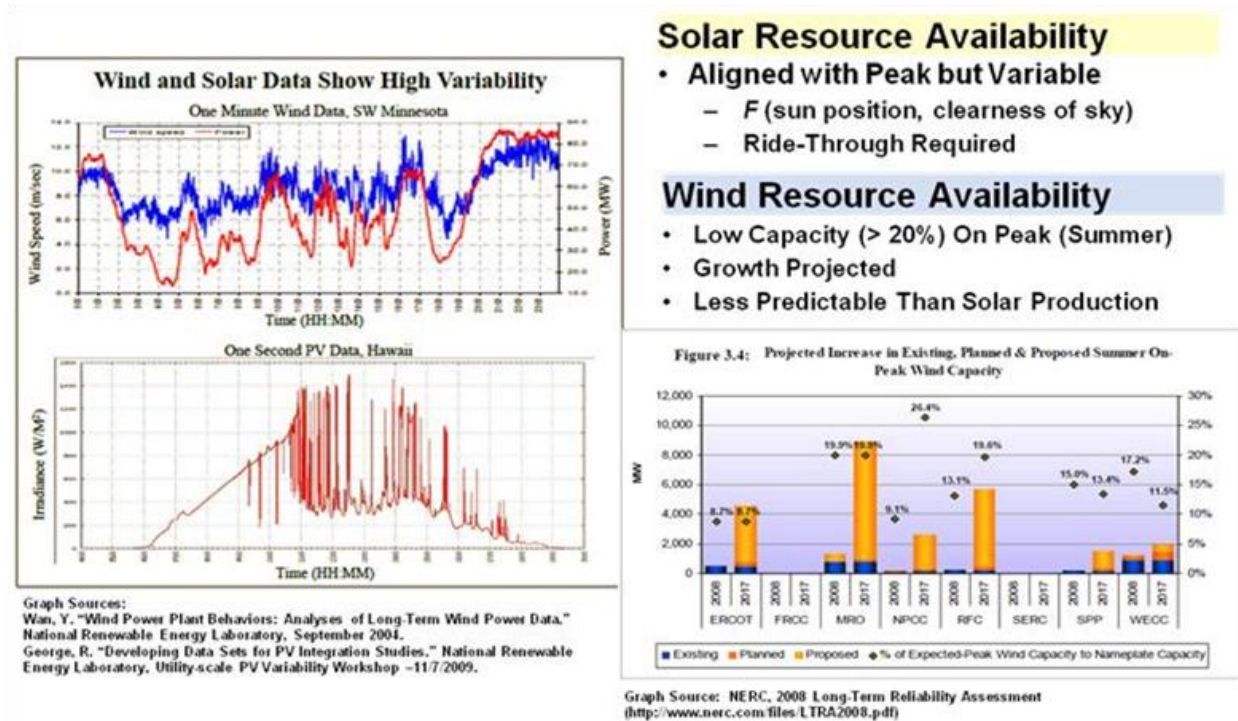 Wind and Solar Data Show High Variability
One Minute Wind Data, SW Minnesota
Wind speed Power
Wind Speed (m/sec)
Power (MW)
Time (HH:MM)
One Second PV Data, Hawaii
Irradiance (W/M²)
Time (HH:MM)
Graph Sources:
Wan, Y. "Wind Power Plant Behaviors: Analyses of Long-Term Wind Power Data,"
National Renewable Energy Laboratory, September 2004.
George, R. "Developing Data Sets for PV Integration Studies," National Renewable
Energy Laboratory, Utility-scale PV Variability Workshop –11/7/2009.
Solar Resource Availability
• Aligned with Peak but Variable
– F (sun position, clearness of sky)
– Ride-Through Required
Wind Resource Availability
• Low Capacity (> 20%) On Peak (Summer)
• Growth Projected
• Less Predictable Than Solar Production
Figure 3.4: Projected Increase in Existing, Planned & Proposed Summer On-
Peak Wind Capacity
12,000 30%
10,000 25%
8,000 20%
6,000 15%
4,000 10%
2,000 5%
0 0%
MW
8.7% 8.7% 19.9% 19.9% 9.1% 26.4% 13.1% 19.6% 15.0% 13.4% 17.2% 11.5%
2008 2017 2008 2017 2008 2017 2008 2017 2008 2017 2008 2017 2008 2017 2008 2017
ERCOT FRCC MRO NPCC RFC SERC SPP WECC
Existing Planned Proposed % of Expected-Peak Wind Capacity to Nameplate Capacity
Graph Source: NERC, 2008 Long-Term Reliability Assessment
(http://www.nerc.com/files/LTRA2008.pdf)